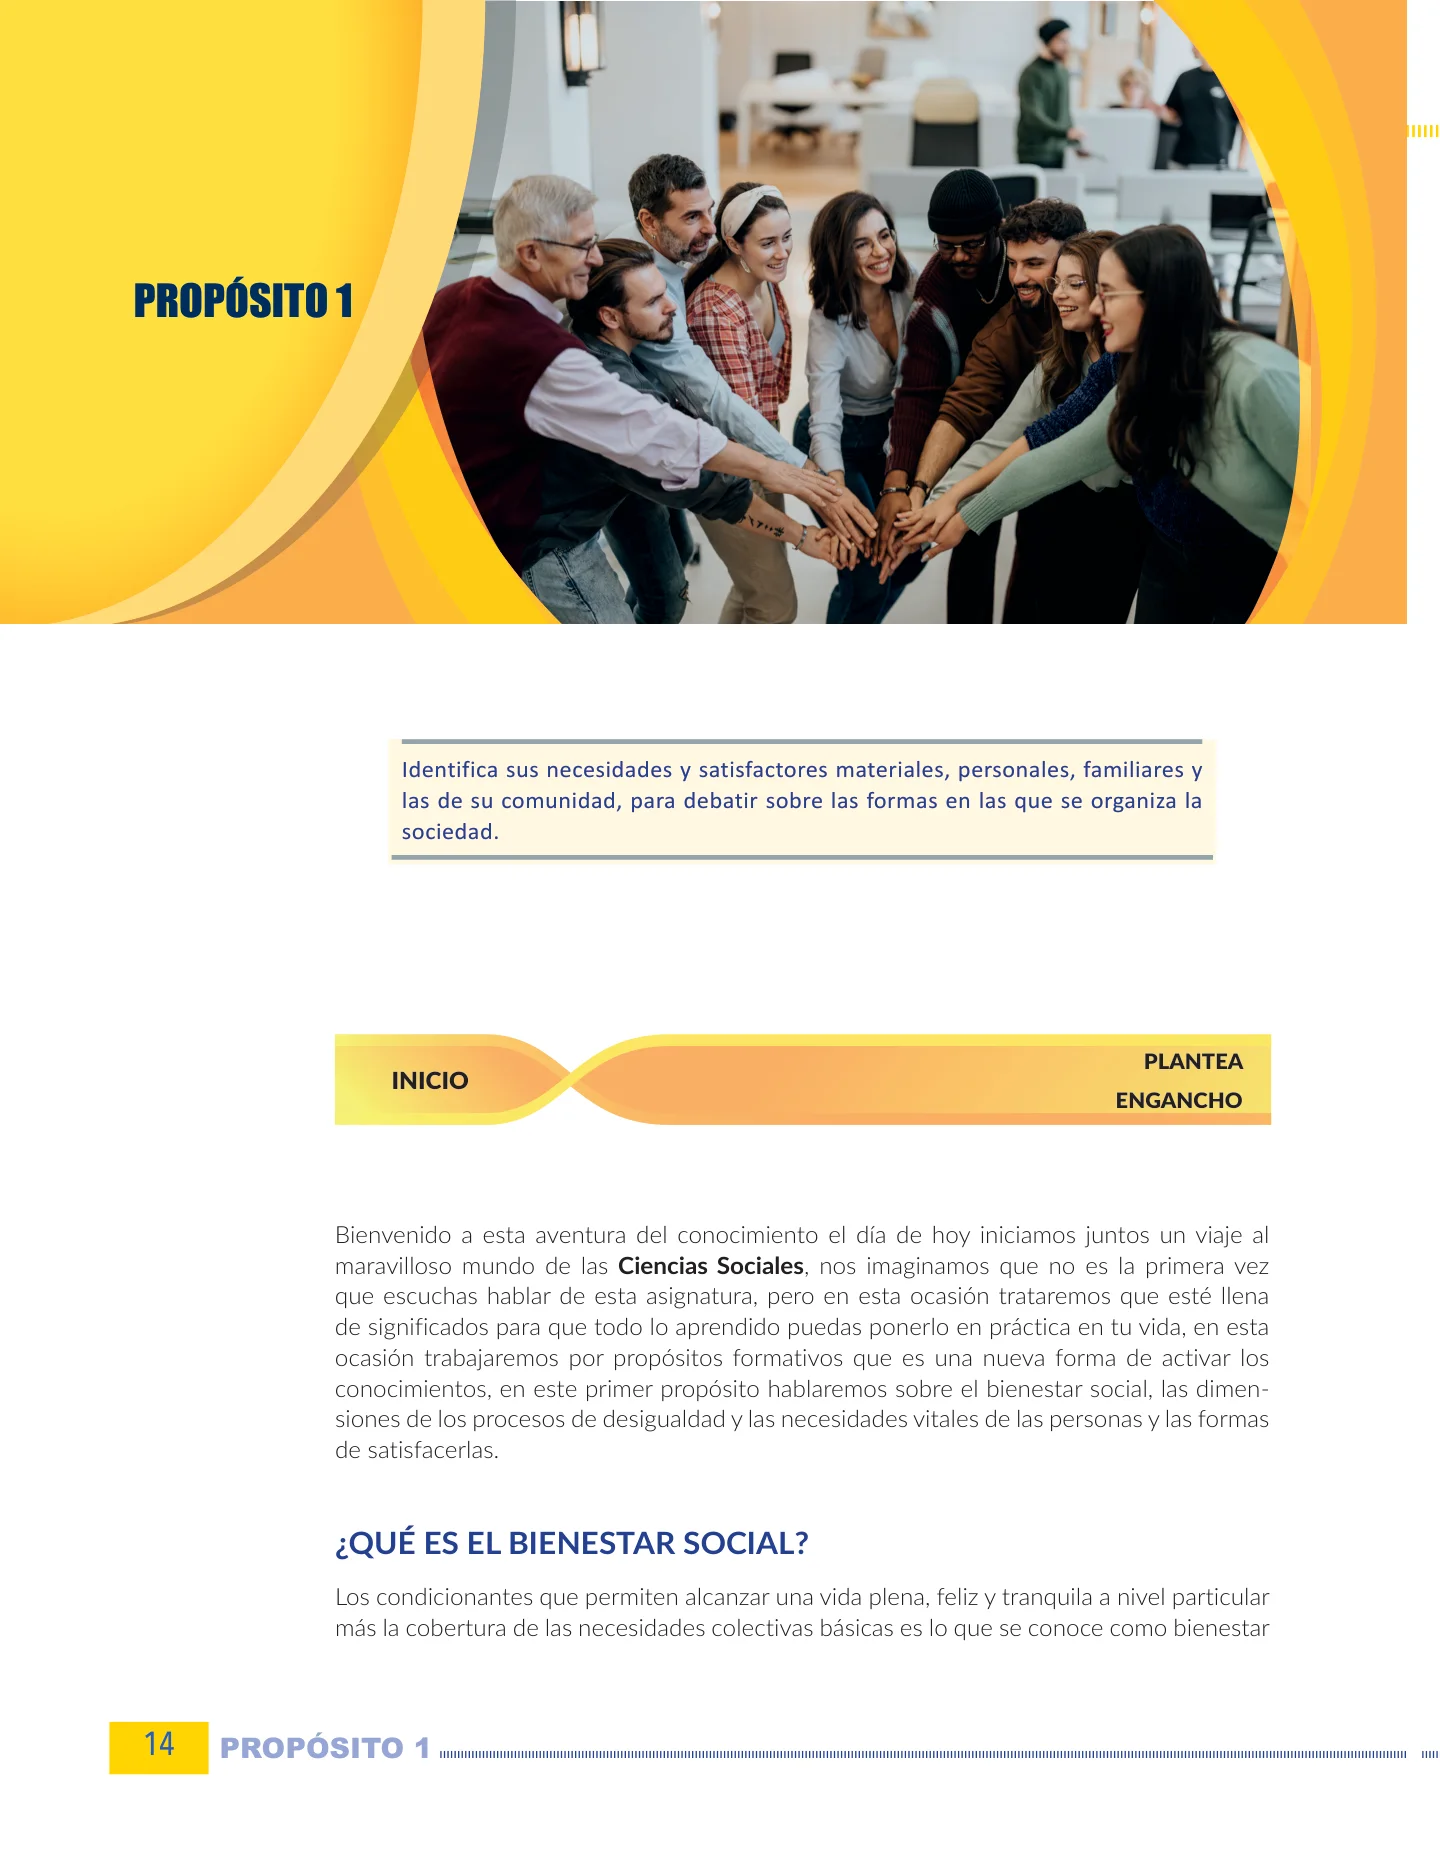 PROPÓSITO 1
Identifica sus necesidades y satisfactores materiales, personales, familiares y
las de su comunidad, para debatir sobre las formas en las que se organiza la
sociedad.
INICIO
PLANTEA
ENGANCHO
Bienvenido a esta aventura del conocimiento el día de hoy iniciamos juntos un viaje al
maravilloso mundo de las Ciencias Sociales, nos imaginamos que no es la primera vez
que escuchas hablar de esta asignatura, pero en esta ocasión trataremos que esté llena
de significados para que todo lo aprendido puedas ponerlo en práctica en tu vida, en esta
ocasión trabajaremos por propósitos formativos que es una nueva forma de activar los
conocimientos, en este primer propósito hablaremos sobre el bienestar social, las dimen-
siones de los procesos de desigualdad y las necesidades vitales de las personas y las formas
de satisfacerlas.
¿QUÉ ES EL BIENESTAR SOCIAL?
Los condicionantes que permiten alcanzar una vida plena, feliz y tranquila a nivel particular
más la cobertura de las necesidades colectivas básicas es lo que se conoce como bienestar
14 PROPÓSITO 1